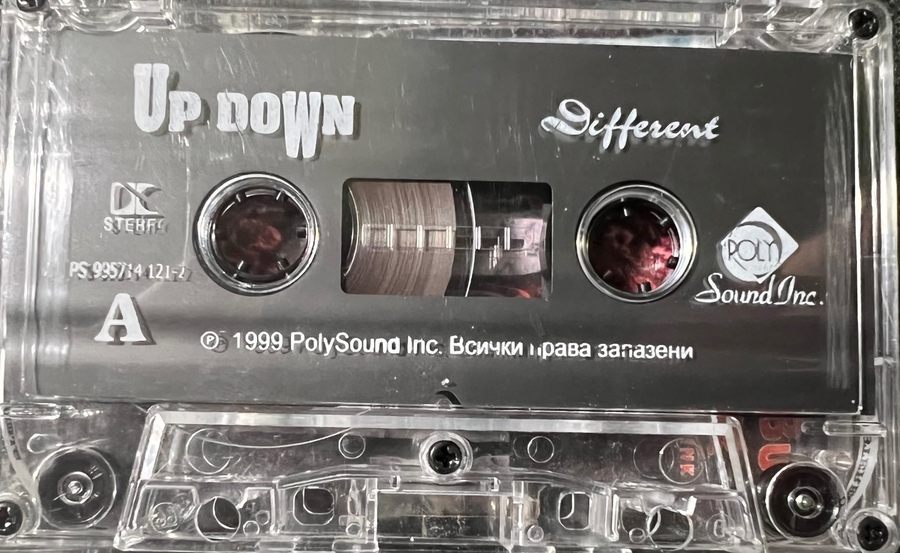 UP DOWN
Different
STEREO
PS 995714 121-2
POLY
Sound Inc.
A
℗ 1999 PolySound Inc. Всички права запазени